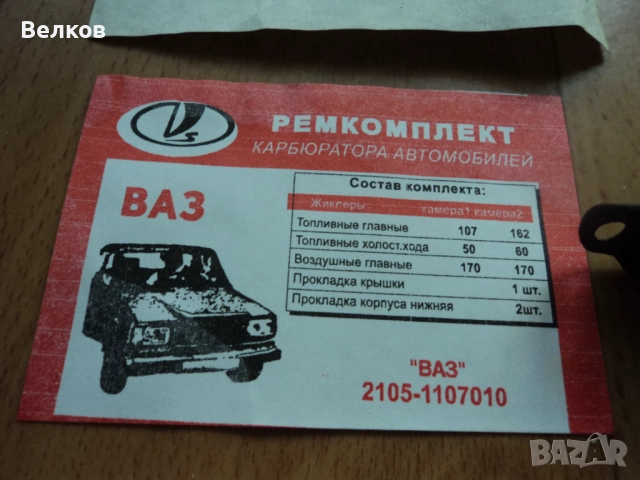 Велков
РЕМКОМПЛЕКТ
КАРБЮРАТОРА АВТОМОБИЛЕЙ
ВАЗ
Состав комплекта:
Жиклеры: камера1 камера2
Топливные главные 107 162
Топливные холост.хода 50 60
Воздушные главные 170 170
Прокладка крышки 1 шт.
Прокладка корпуса нижняя 2шт.
"ВАЗ"
2105-1107010
BAZAR